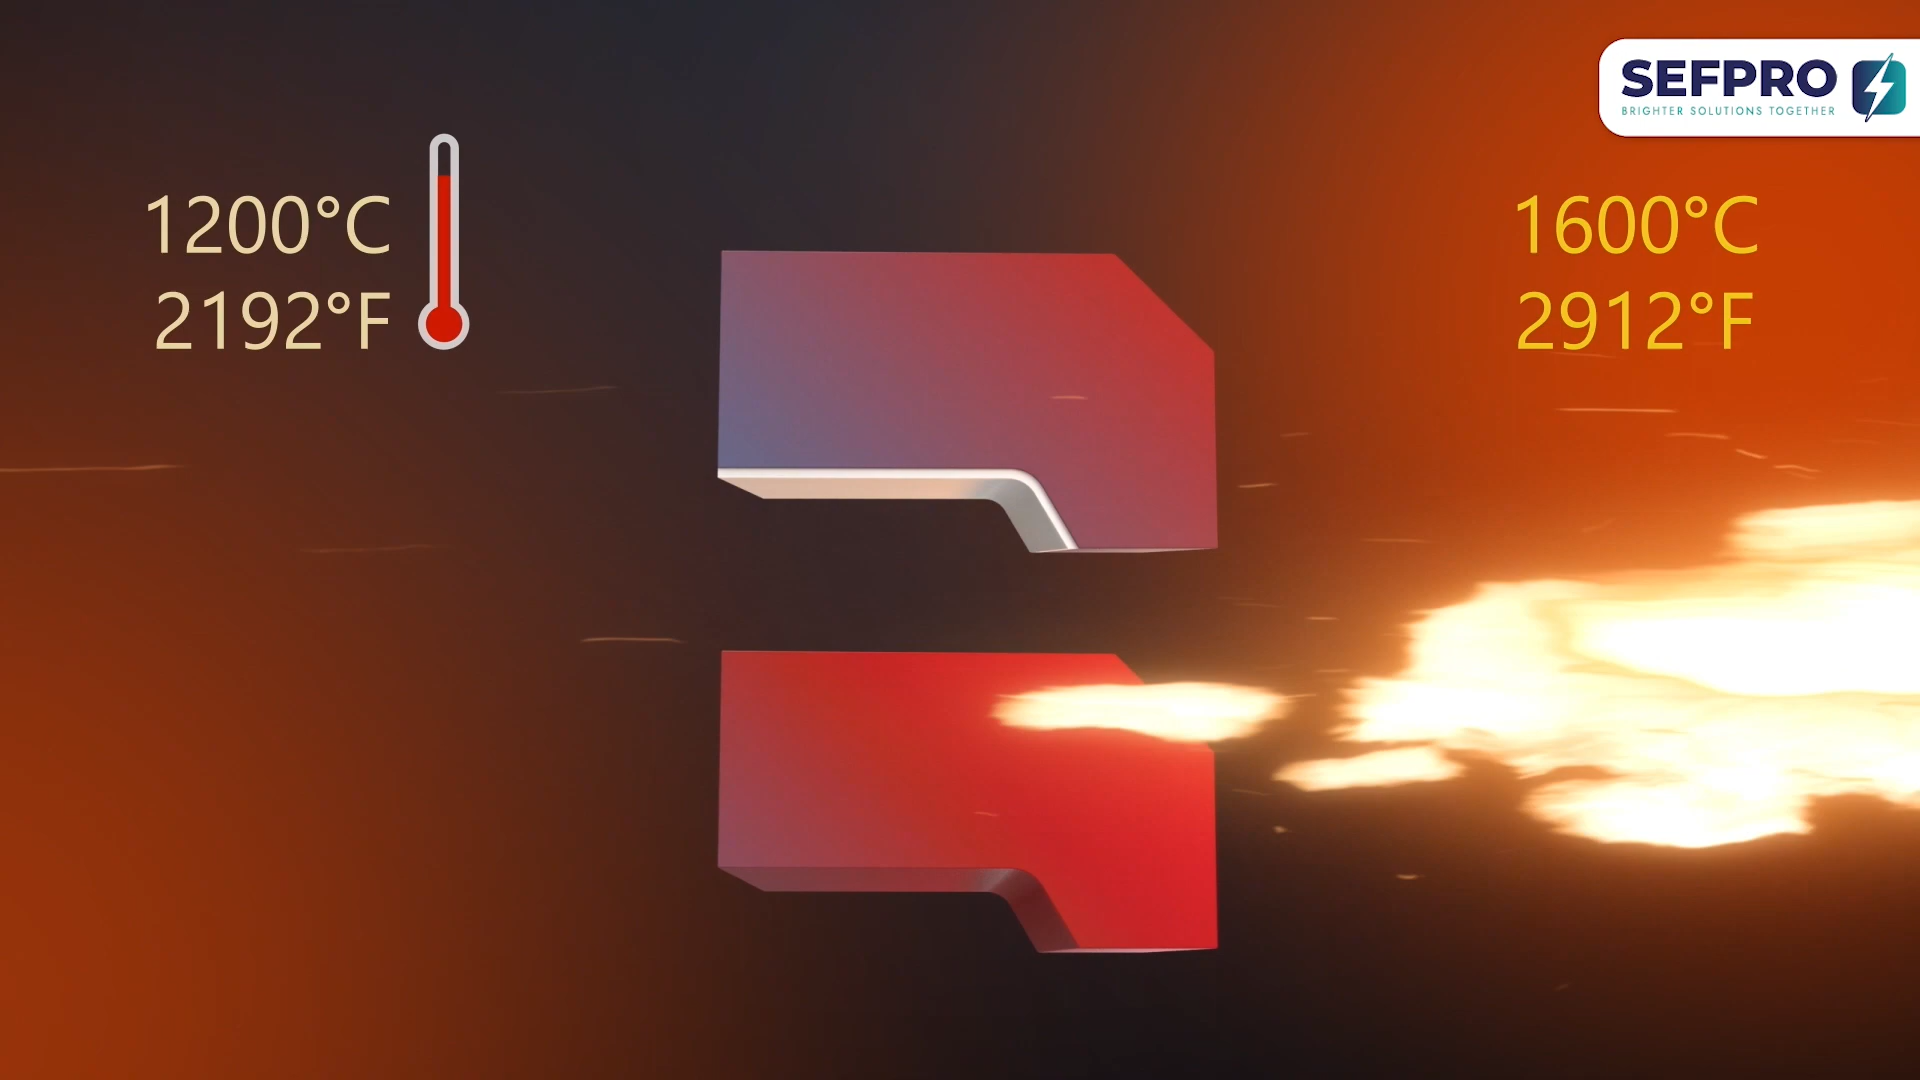 SEFPRO
BRIGHTER SOLUTIONS TOGETHER
1200°C
2192°F
1600°C
2912°F